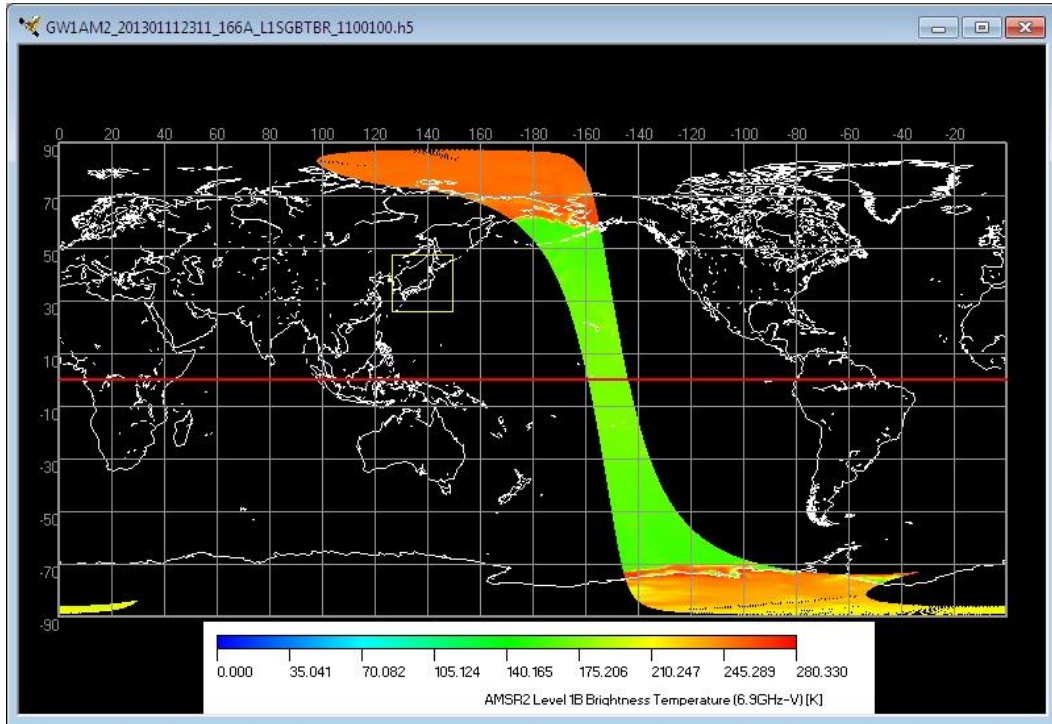 GW1AM2_201301112311_166A_L1SGBTBR_1100100.h5
0 20 40 60 80 100 120 140 160 -180 -160 -140 -120 -100 -80 -60 -40 -20
90
70
50
30
10
-10
-30
-50
-70
-90
0.000 35.041 70.082 105.124 140.165 175.206 210.247 245.289 280.330
AMSR2 Level 1B Brightness Temperature (6.9GHz-V) [K]